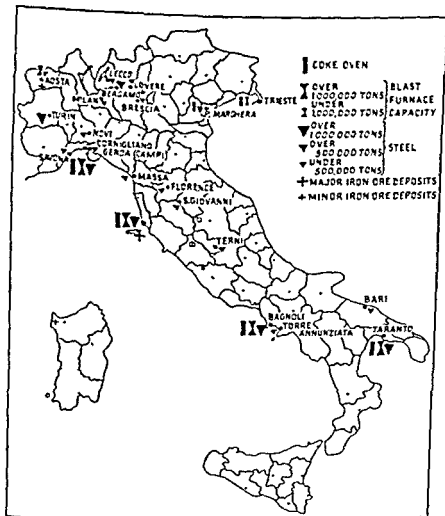 COKE OVEN
OVER
1,000,000 TONS
UNDER
1,000,000 TONS
BLAST
FURNACE
CAPACITY
OVER
1,000,000 TONS
OVER
500,000 TONS
UNDER
500,000 TONS
STEEL
MAJOR IRON ORE DEPOSITS
MINOR IRON ORE DEPOSITS
AOSTA
LECCO
LOVERE
BERGAMO
BRESCIA
MARGHERA
TRIESTE
TURIN
NOVI
CORNIGLIANO
GENOA (CAMPI)
SAVONA
MASSA
FLORENCE
S.GIOVANNI
TERNI
BAGNOLI
TORRE
ANNUNZIATA
BARI
TARANTO